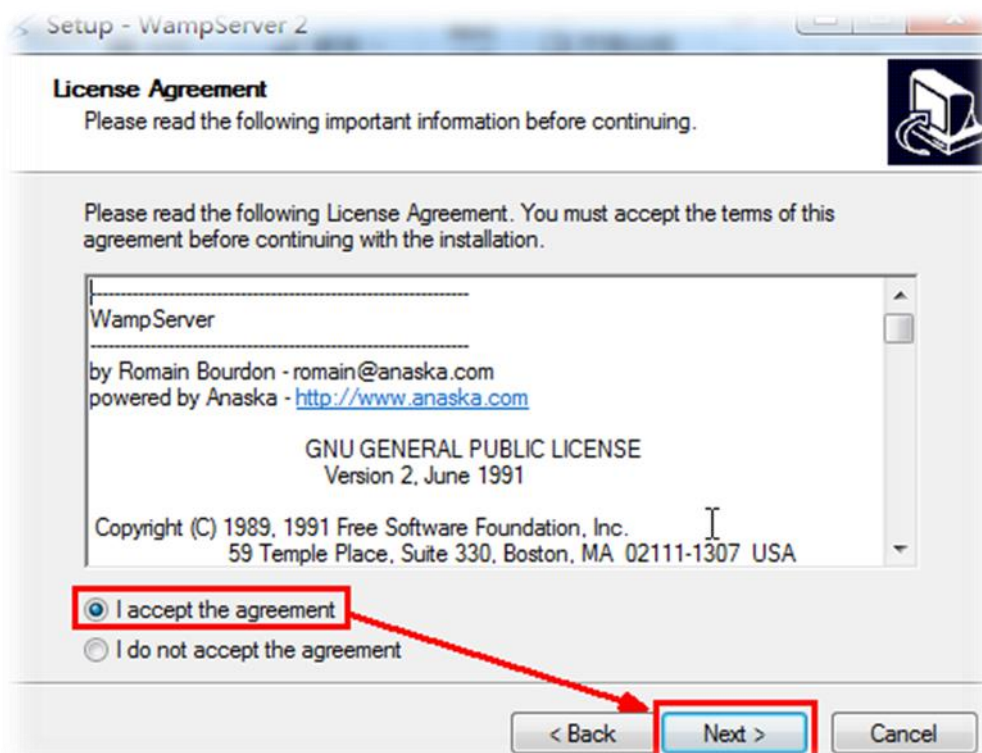 Setup - WampServer 2
License Agreement
Please read the following important information before continuing.
Please read the following License Agreement. You must accept the terms of this
agreement before continuing with the installation.
------------------------------------------------------------
WampServer
------------------------------------------------------------
by Romain Bourdon - romain@anaska.com
powered by Anaska - http://www.anaska.com
GNU GENERAL PUBLIC LICENSE
Version 2, June 1991
Copyright (C) 1989, 1991 Free Software Foundation, Inc.
59 Temple Place, Suite 330, Boston, MA  02111-1307  USA
I accept the agreement
I do not accept the agreement
< Back
Next >
Cancel